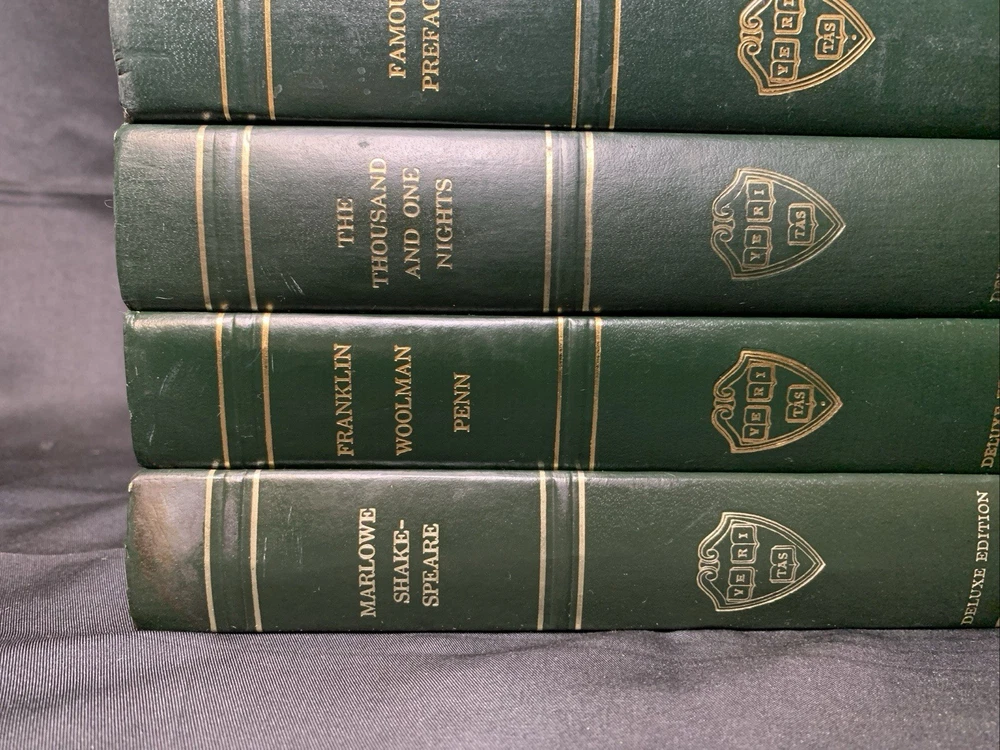 FAMOU
PREFAC
VE RI
TAS
THE
THOUSAND
AND ONE
NIGHTS
VE RI
TAS
FRANKLIN
WOOLMAN
PENN
VE RI
TAS
DELUXE
MARLOWE
SHAKE-
SPEARE
VE RI
TAS
DELUXE EDITION